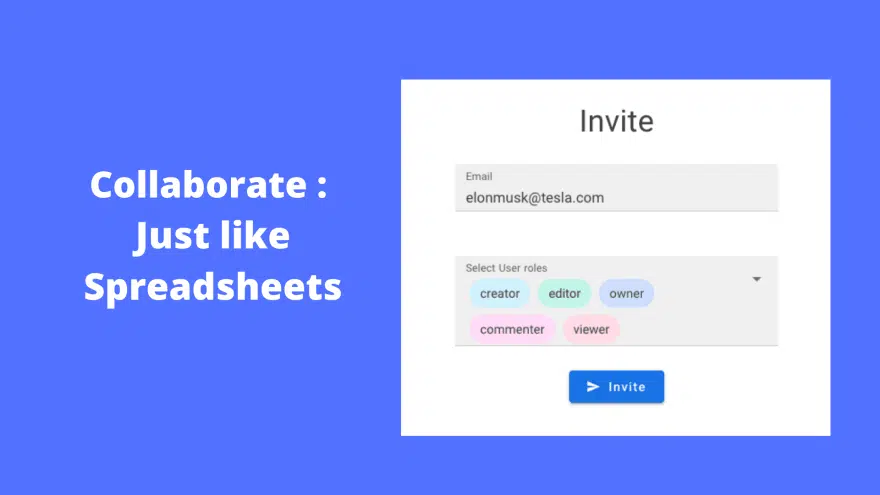 Collaborate :
Just like
Spreadsheets
Invite
Email
elonmusk@tesla.com
Select User roles
creator editor owner
commenter viewer
Invite